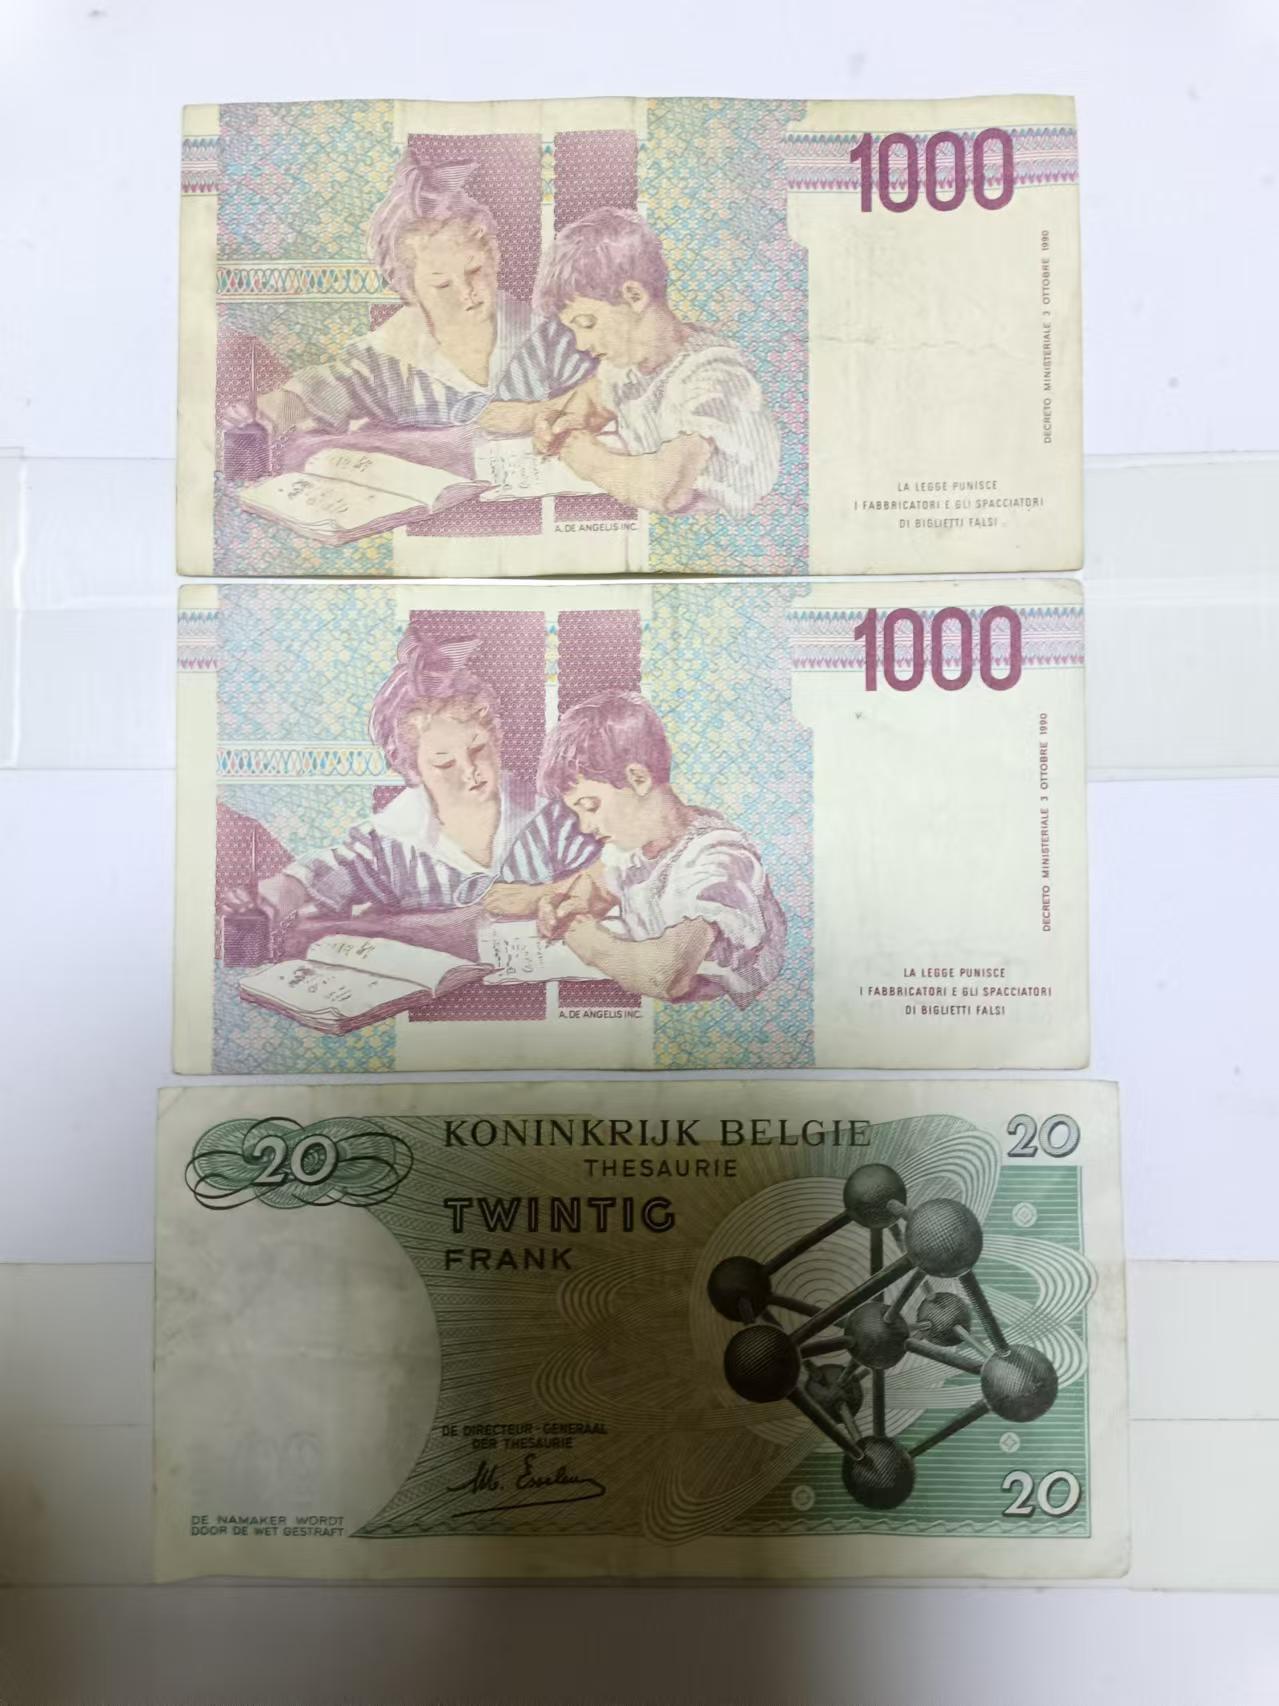 1000
DECRETO MINISTERIALE 3 OTTOBRE 1990
LA LEGGE PUNISCE
I FABBRICATORI E GLI SPACCIATORI
DI BIGLIETTI FALSI
A. DE ANGELIS INC.
1000
DECRETO MINISTERIALE 3 OTTOBRE 1990
LA LEGGE PUNISCE
I FABBRICATORI E GLI SPACCIATORI
DI BIGLIETTI FALSI
A. DE ANGELIS INC.
20
KONINKRIJK BELGIE
20
THESAURIE
TWINTIG
FRANK
DE DIRECTEUR-GENERAAL
DER THESAURIE
DE NAMAKER WORDT
DOOR DE WET GESTRAFT
20